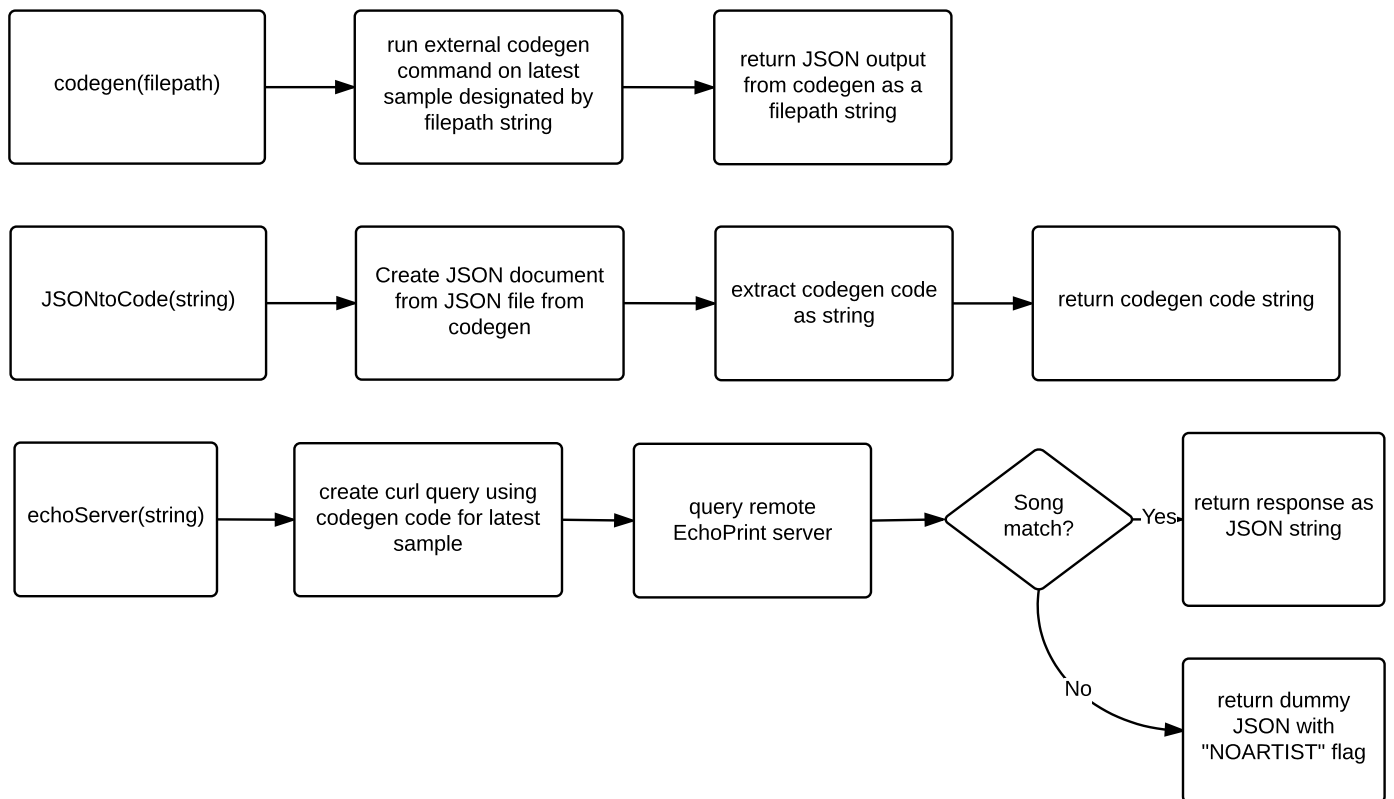 codegen(filepath)
run external codegen
command on latest
sample designated by
filepath string
return JSON output
from codegen as a
filepath string
JSONtoCode(string)
Create JSON document
from JSON file from
codegen
extract codegen code
as string
return codegen code string
echoServer(string)
create curl query using
codegen code for latest
sample
query remote
EchoPrint server
Song
match?
Yes
return response as
JSON string
No
return dummy
JSON with
"NOARTIST" flag